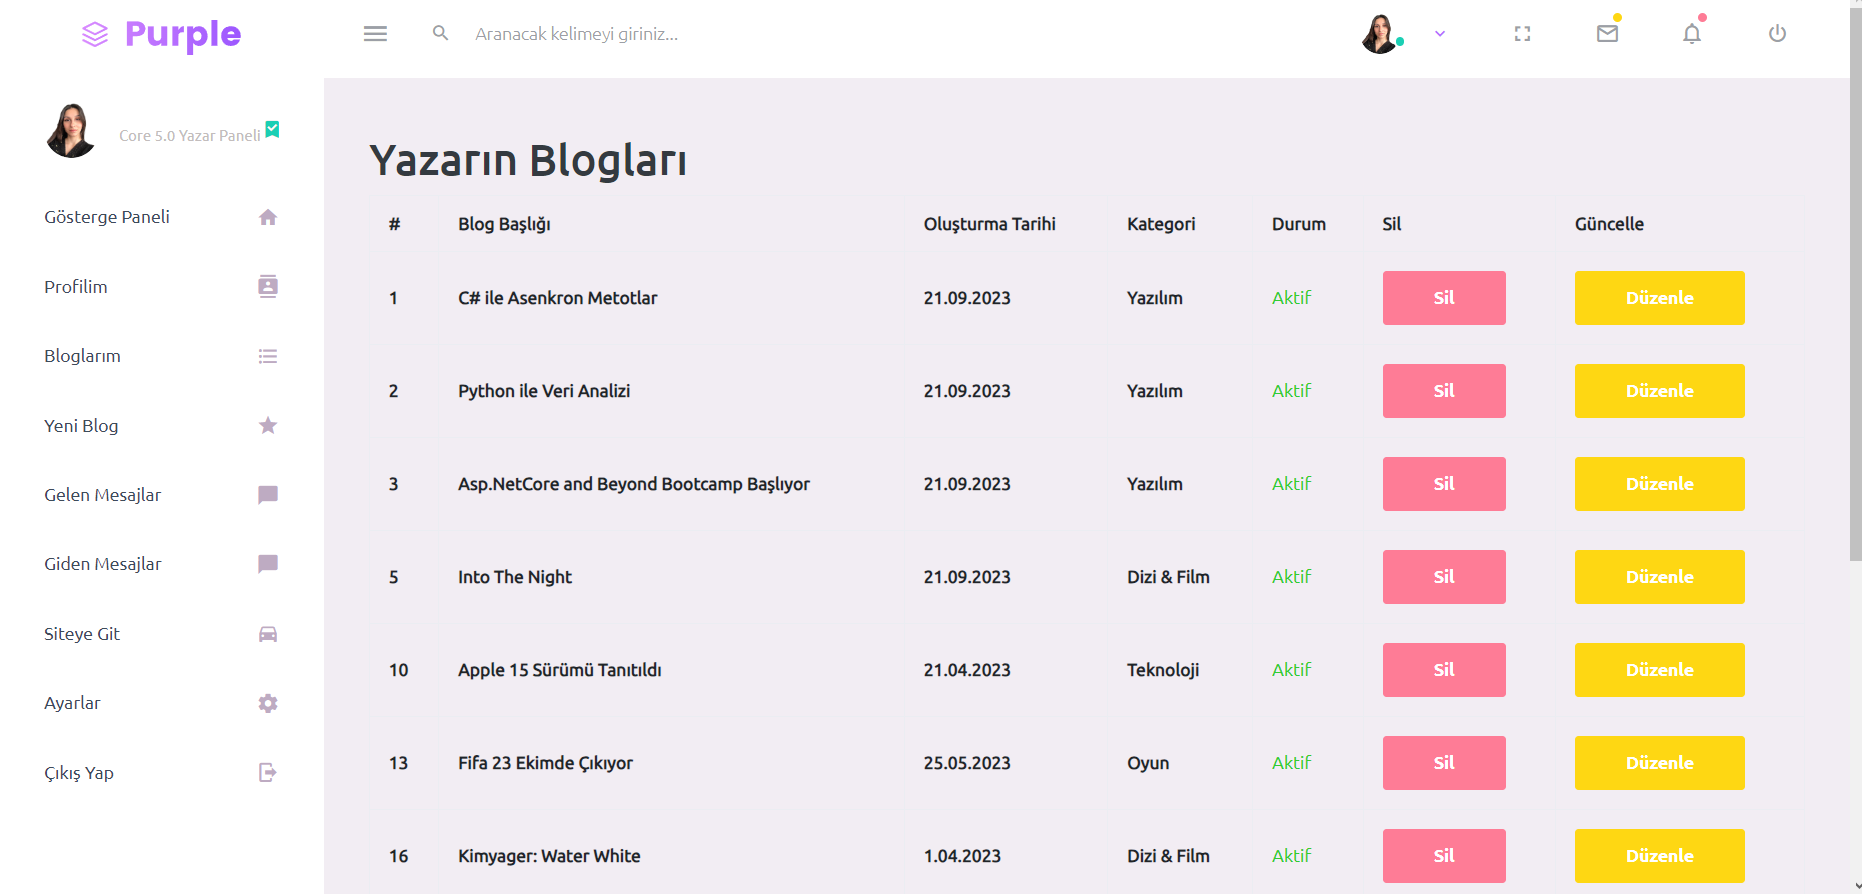 Purple
Aranacak kelimeyi giriniz...
Core 5.0 Yazar Paneli
Gösterge Paneli
Profilim
Bloglarım
Yeni Blog
Gelen Mesajlar
Giden Mesajlar
Siteye Git
Ayarlar
Çıkış Yap
Yazarın Blogları
# Blog Başlığı Oluşturma Tarihi Kategori Durum Sil Güncelle
1 C# ile Asenkron Metotlar 21.09.2023 Yazılım Aktif Sil Düzenle
2 Python ile Veri Analizi 21.09.2023 Yazılım Aktif Sil Düzenle
3 Asp.NetCore and Beyond Bootcamp Başlıyor 21.09.2023 Yazılım Aktif Sil Düzenle
5 Into The Night 21.09.2023 Dizi & Film Aktif Sil Düzenle
10 Apple 15 Sürümü Tanıtıldı 21.04.2023 Teknoloji Aktif Sil Düzenle
13 Fifa 23 Ekimde Çıkıyor 25.05.2023 Oyun Aktif Sil Düzenle
16 Kimyager: Water White 1.04.2023 Dizi & Film Aktif Sil Düzenle